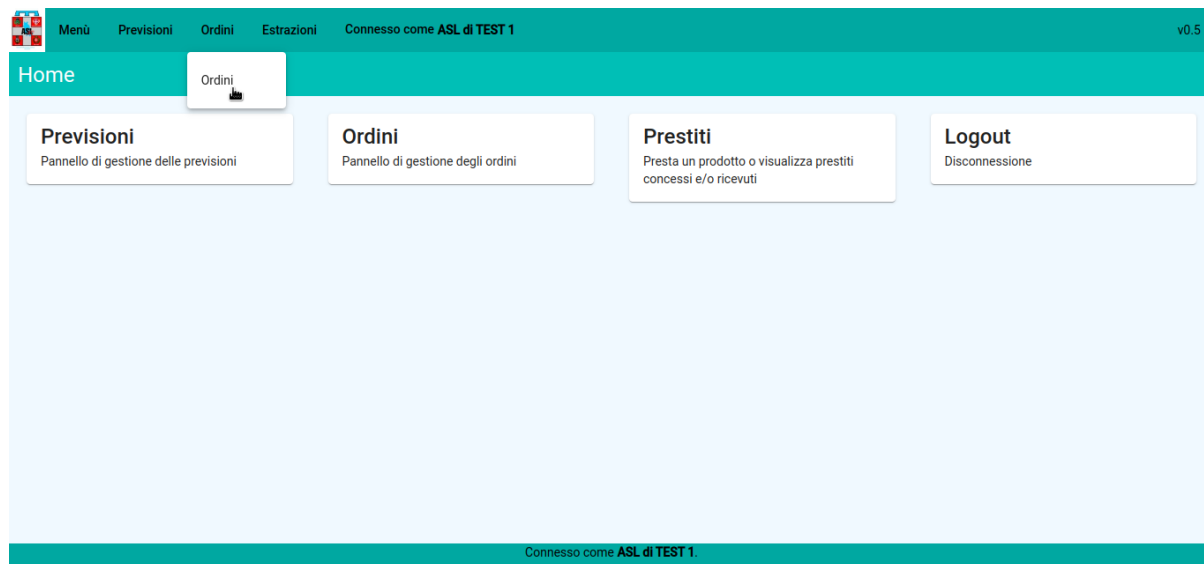 ASL
Menù Previsioni Ordini Estrazioni Connesso come ASL di TEST 1 v0.5
Home
Ordini
Previsioni
Pannello di gestione delle previsioni
Ordini
Pannello di gestione degli ordini
Prestiti
Presta un prodotto o visualizza prestiti
concessi e/o ricevuti
Logout
Disconnessione
Connesso come ASL di TEST 1.